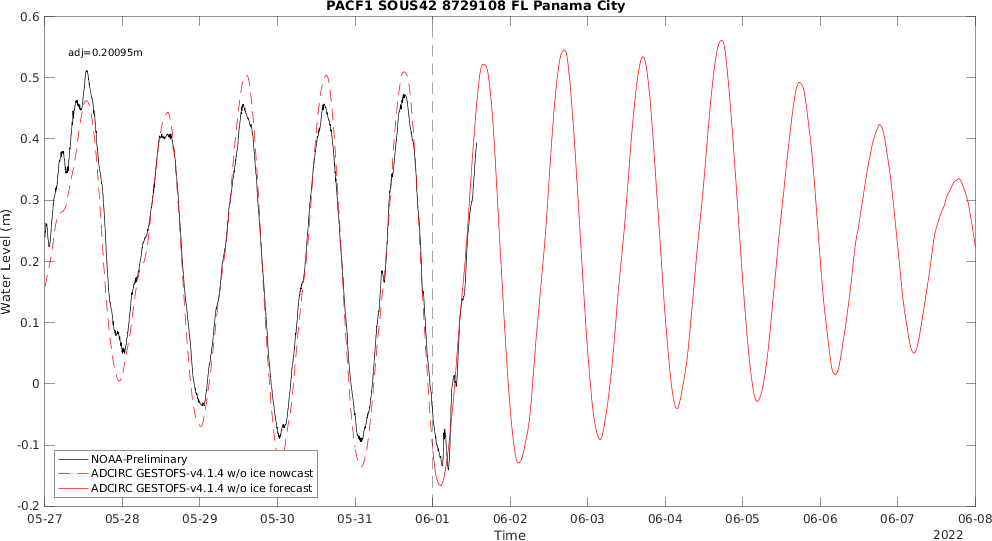 PACF1 SOUS42 8729108 FL Panama City
adj=0.20095m
0.6
0.5
0.4
0.3
0.2
0.1
0
-0.1
-0.2
Water Level (m)
NOAA-Preliminary
ADCIRC GESTOFS-v4.1.4 w/o ice nowcast
ADCIRC GESTOFS-v4.1.4 w/o ice forecast
05-27 05-28 05-29 05-30 05-31 06-01 06-02 06-03 06-04 06-05 06-06 06-07 06-08
Time
2022